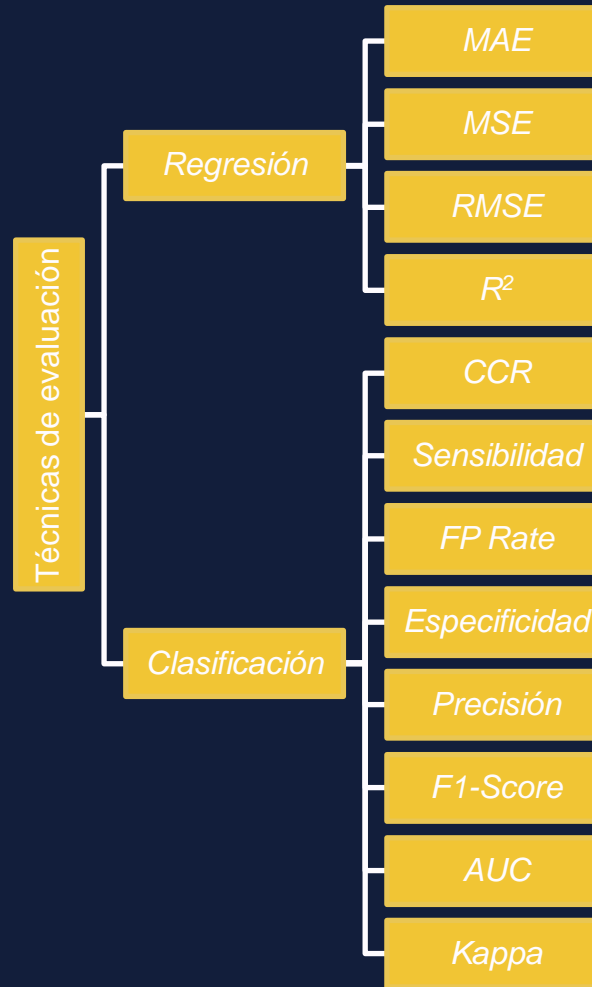 Técnicas de evaluación
Regresión
MAE
MSE
RMSE
R²
Clasificación
CCR
Sensibilidad
FP Rate
Especificidad
Precisión
F1-Score
AUC
Kappa